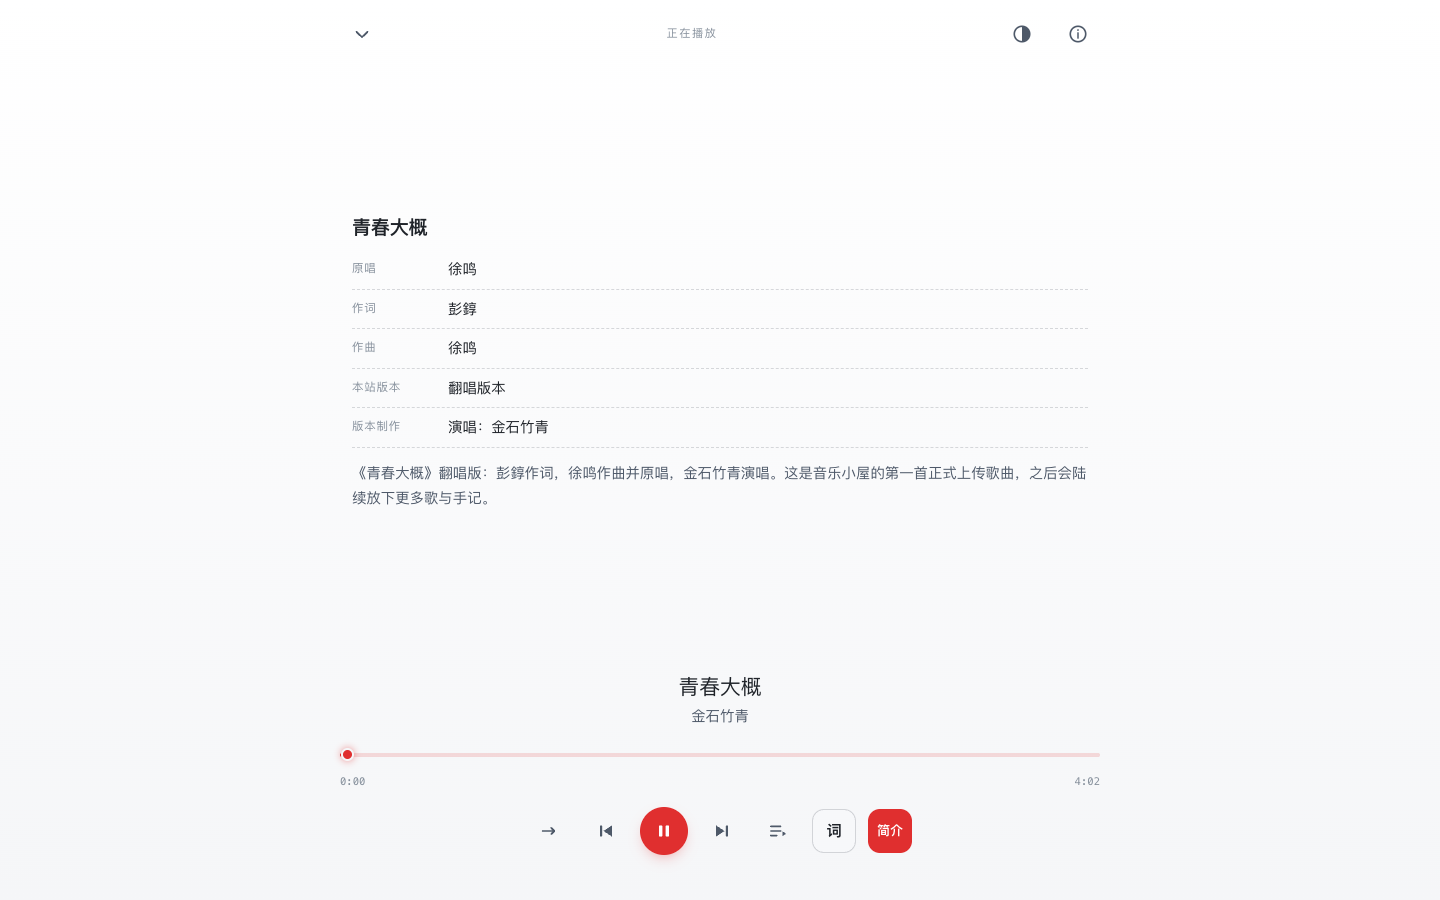 正在播放
青春大概
原唱 徐鸣
作词 彭錞
作曲 徐鸣
本站版本 翻唱版本
版本制作 演唱：金石竹青
《青春大概》翻唱版：彭錞作词，徐鸣作曲并原唱，金石竹青演唱。这是音乐小屋的第一首正式上传歌曲，之后会陆
续放下更多歌与手记。
青春大概
金石竹青
0:00 4:02
词 简介